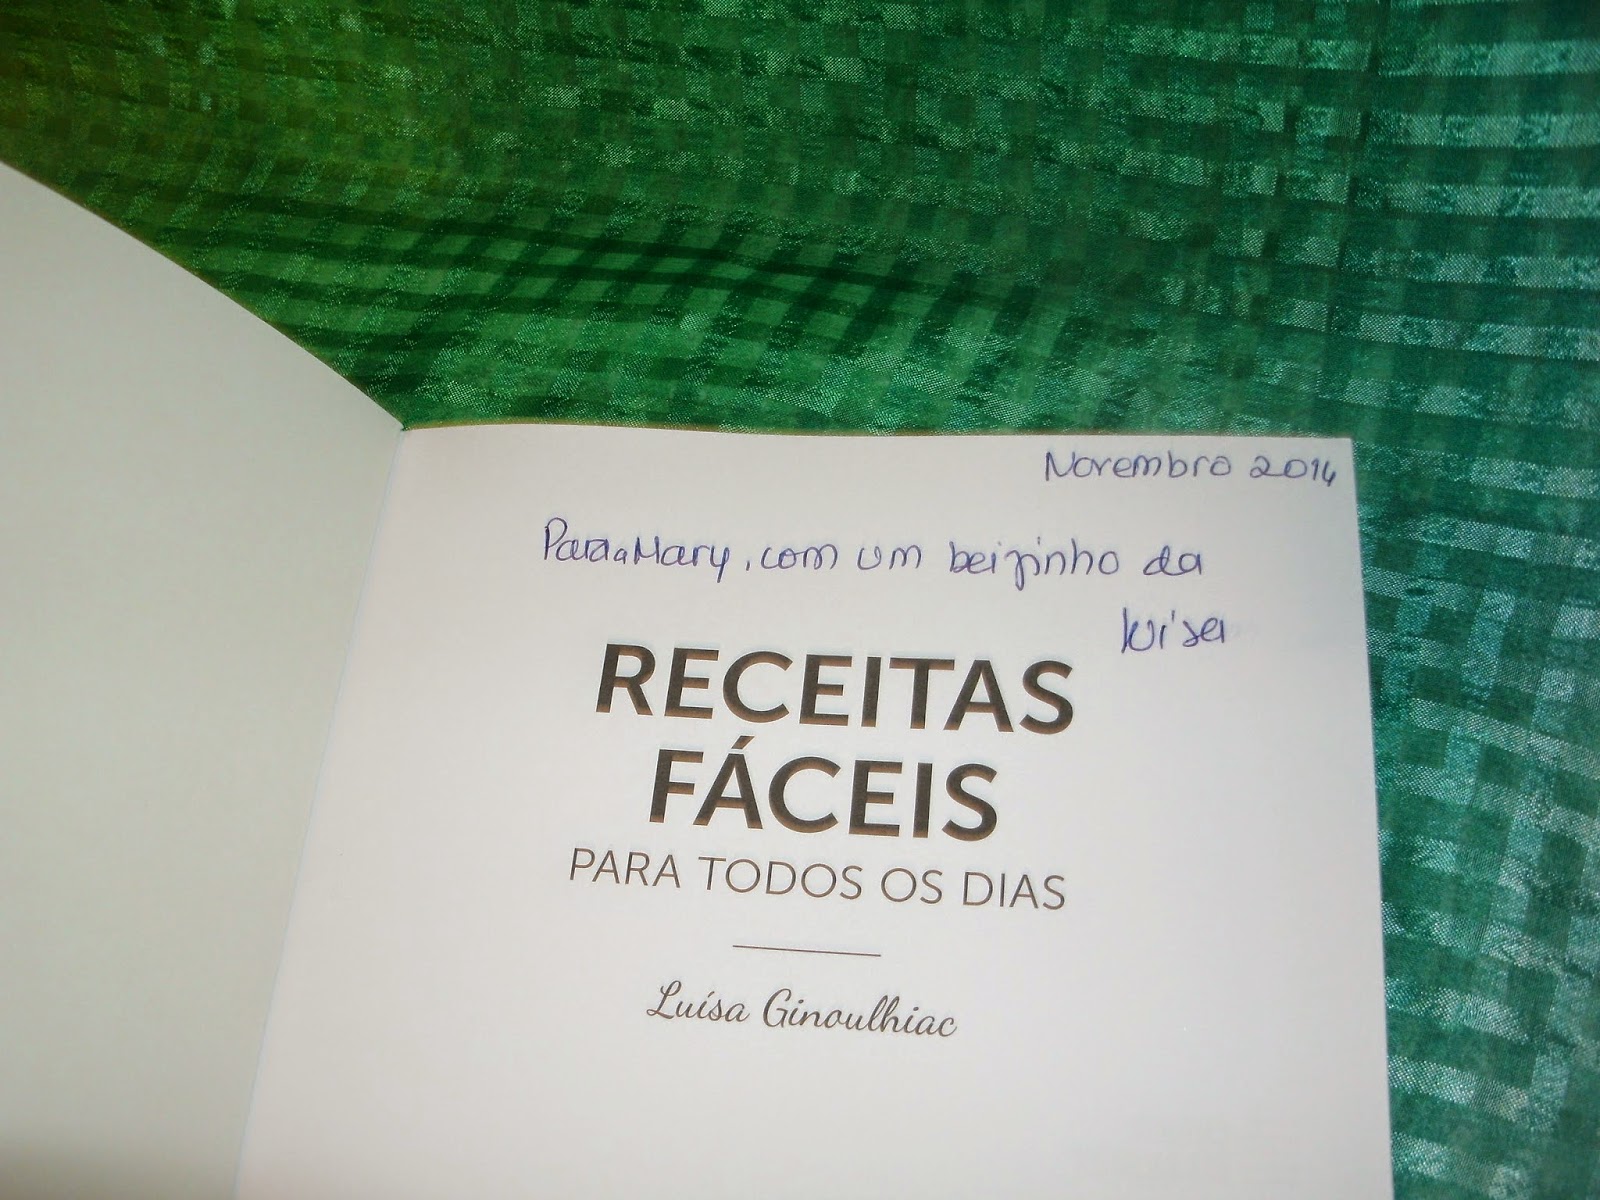 Novembro 2014
Para a Mary, com um beijinho da
Luísa
RECEITAS
FÁCEIS
PARA TODOS OS DIAS
Luísa Ginoulhiac